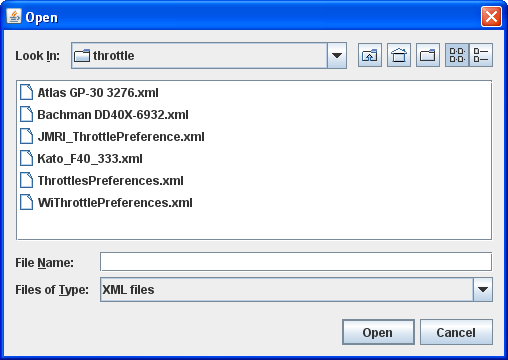 Open
Look In: throttle
Atlas GP-30 3276.xml
Bachman DD40X-6932.xml
JMRI_ThrottlePreference.xml
Kato_F40_333.xml
ThrottlesPreferences.xml
WiThrottlePreferences.xml
File Name:
Files of Type: XML files
Open Cancel